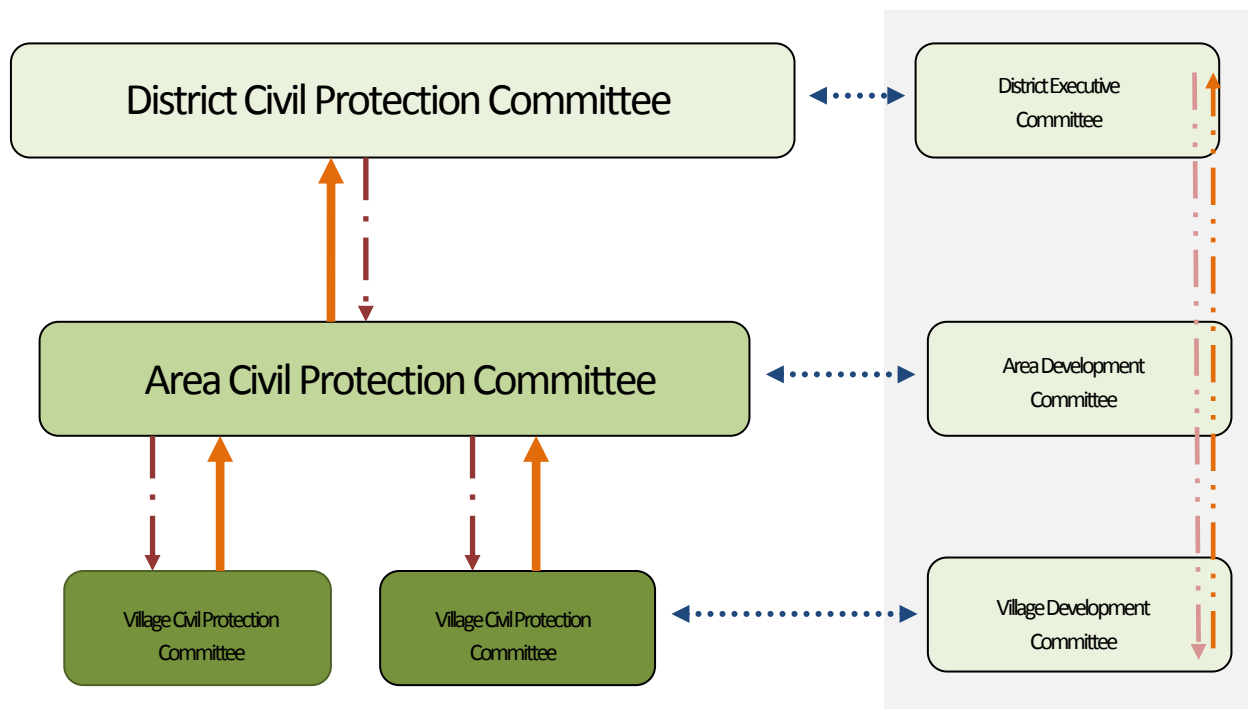 District Civil Protection Committee
District Executive
Committee
Area Civil Protection Committee
Area Development
Committee
Village Civil Protection
Committee
Village Civil Protection
Committee
Village Development
Committee